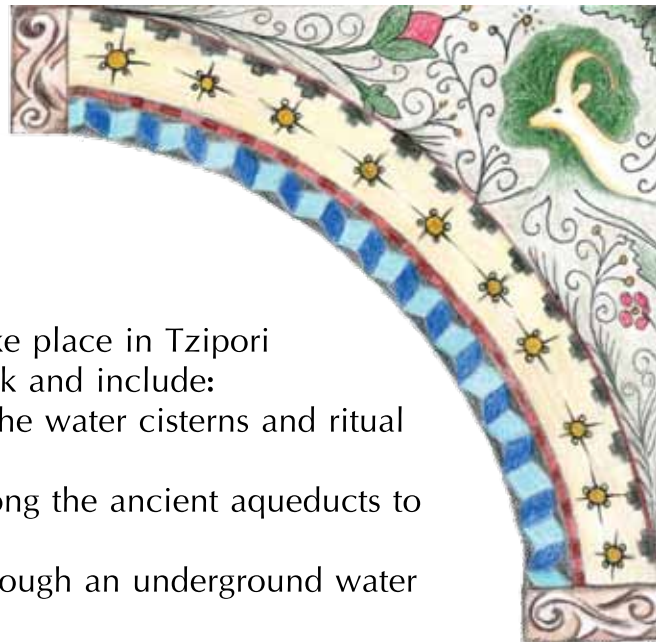 ke place in Tzipori
k and include:
he water cisterns and ritual
ong the ancient aqueducts to
ough an underground water